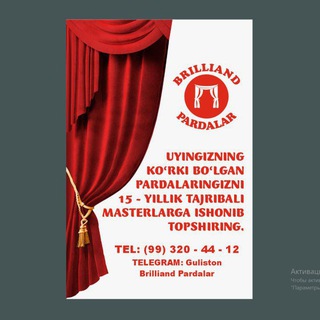 BRILLIAND
PARDALAR
UYINGIZNING
KO‘RKI BO‘LGAN
PARDALARINGIZNI
15 - YILLIK TAJRIBALI
MASTERLARGA ISHONIB
TOPSHIRING.
TEL: (99) 320 - 44 - 12
TELEGRAM: Guliston
Brilliand Pardalar